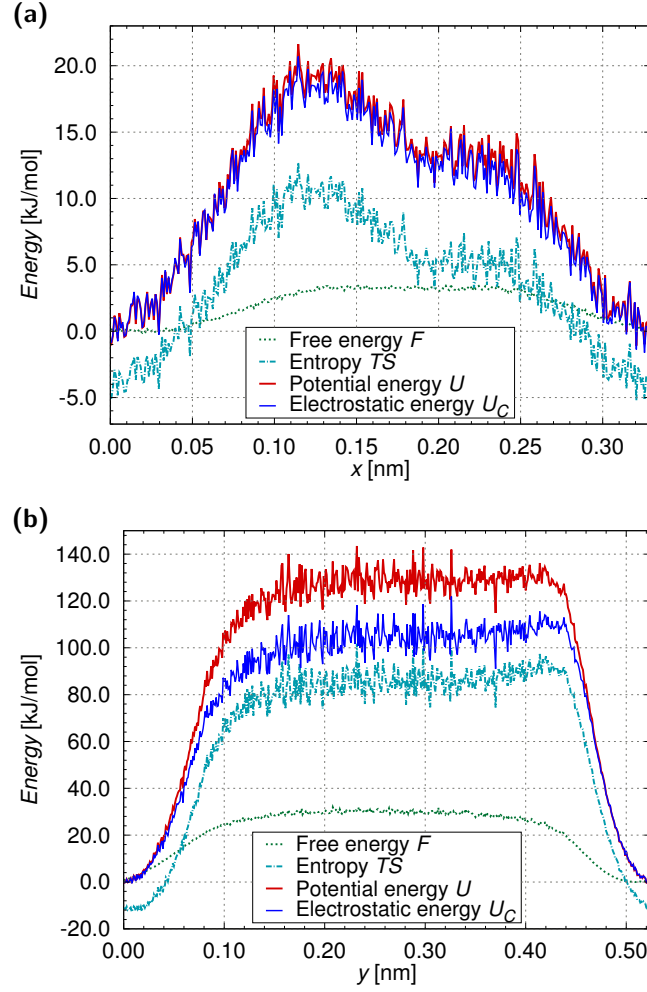 (a)
20.0
15.0
10.0
5.0
0.0
-5.0
Energy [kJ/mol]
Free energy F
Entropy TS
Potential energy U
Electrostatic energy U_C
0.00 0.05 0.10 0.15 0.20 0.25 0.30
x [nm]
(b)
140.0
120.0
100.0
80.0
60.0
40.0
20.0
0.0
-20.0
Energy [kJ/mol]
Free energy F
Entropy TS
Potential energy U
Electrostatic energy U_C
0.00 0.10 0.20 0.30 0.40 0.50
y [nm]